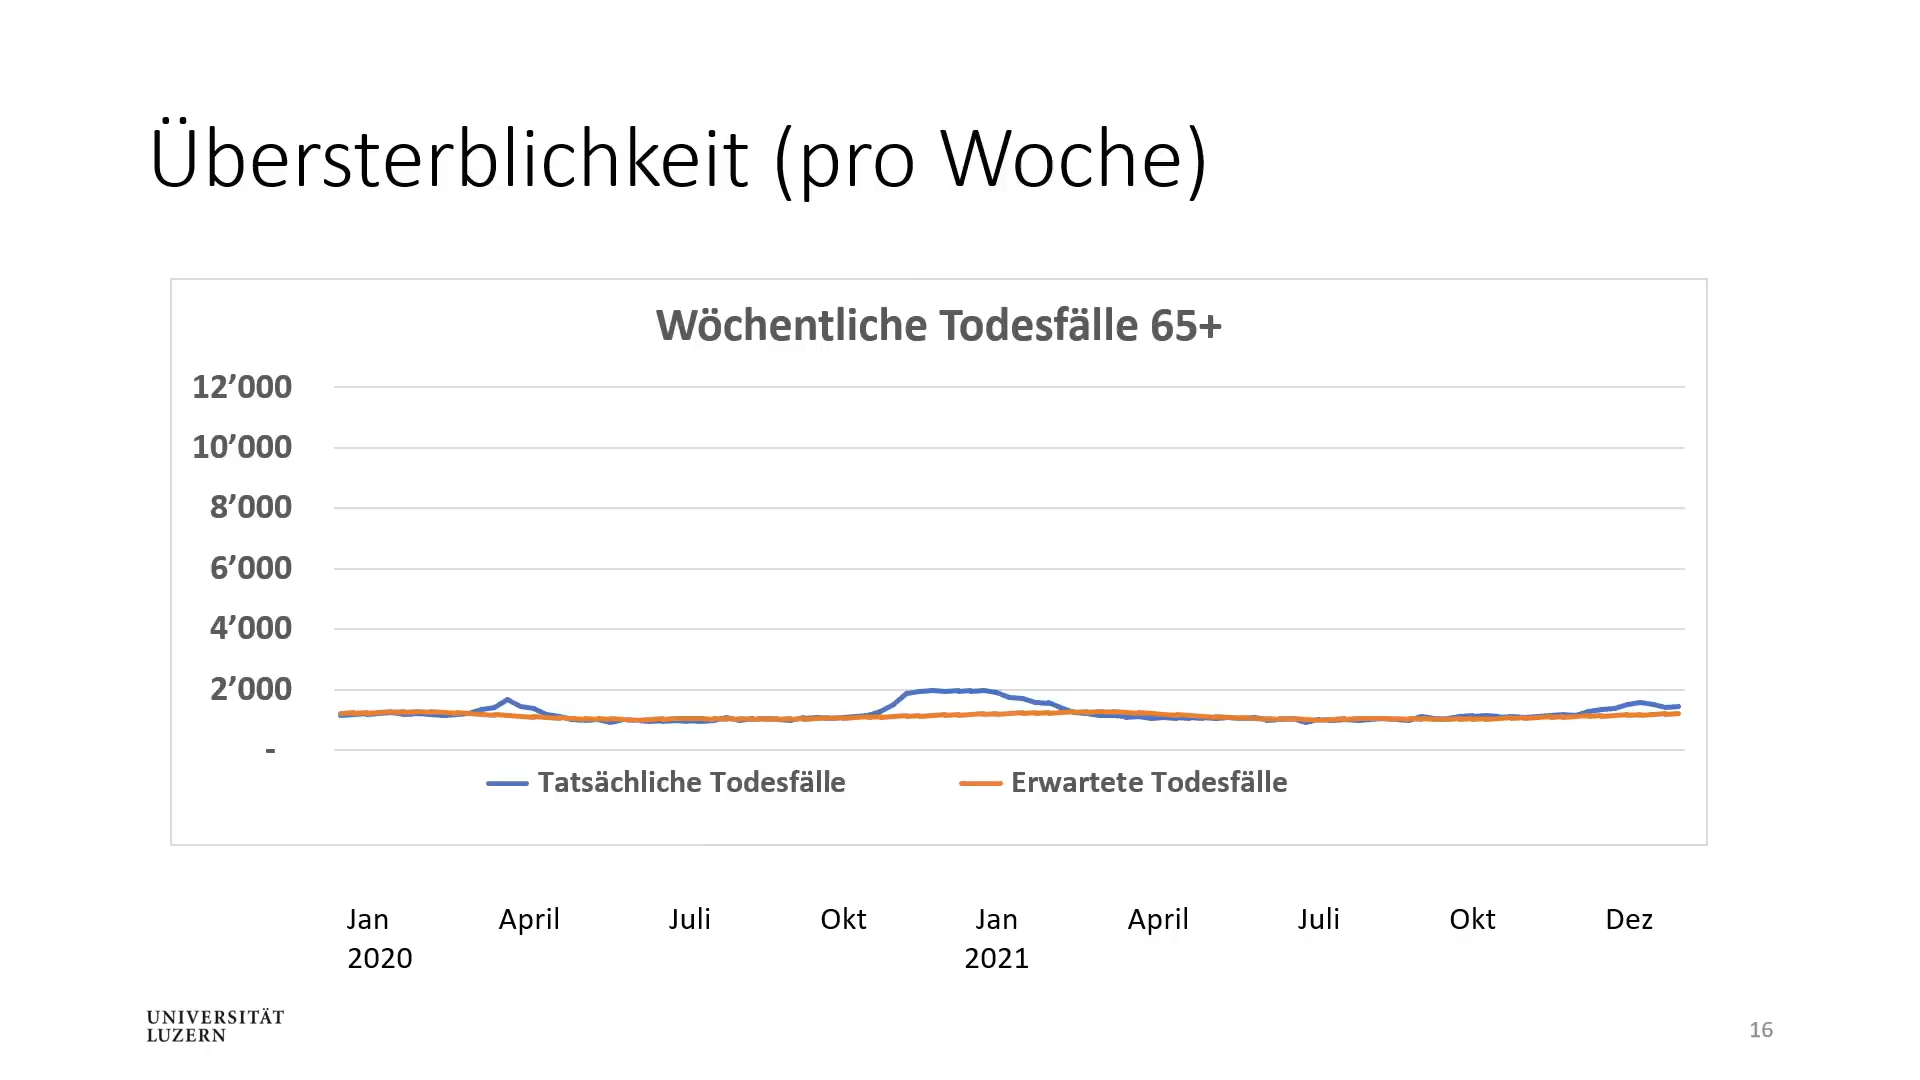 Übersterblichkeit (pro Woche)
Wöchentliche Todesfälle 65+
12’000
10’000
8’000
6’000
4’000
2’000
-
Tatsächliche Todesfälle Erwartete Todesfälle
Jan April Juli Okt Jan April Juli Okt Dez
2020 2021
UNIVERSITÄT
LUZERN
16